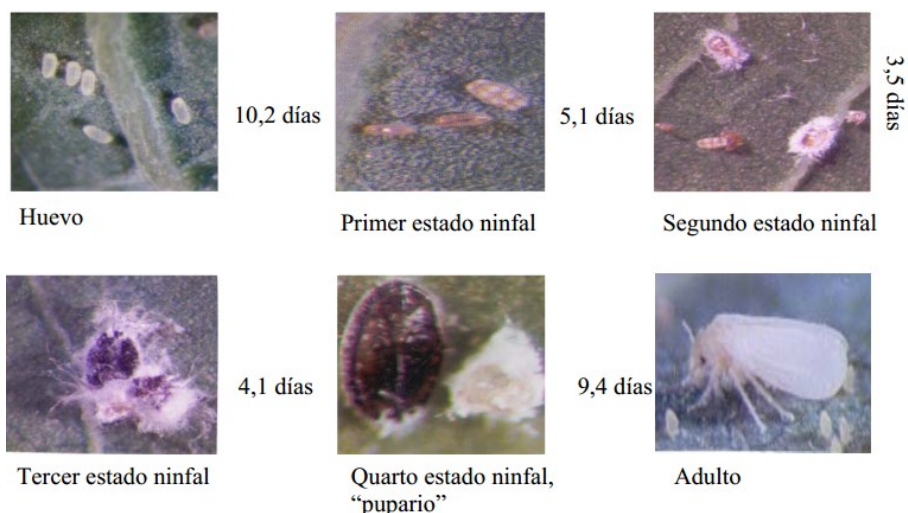 10,2 días
5,1 días
3,5 días
Huevo
Primer estado ninfal
Segundo estado ninfal
4,1 días
9,4 días
Tercer estado ninfal
Quarto estado ninfal,
“pupario”
Adulto